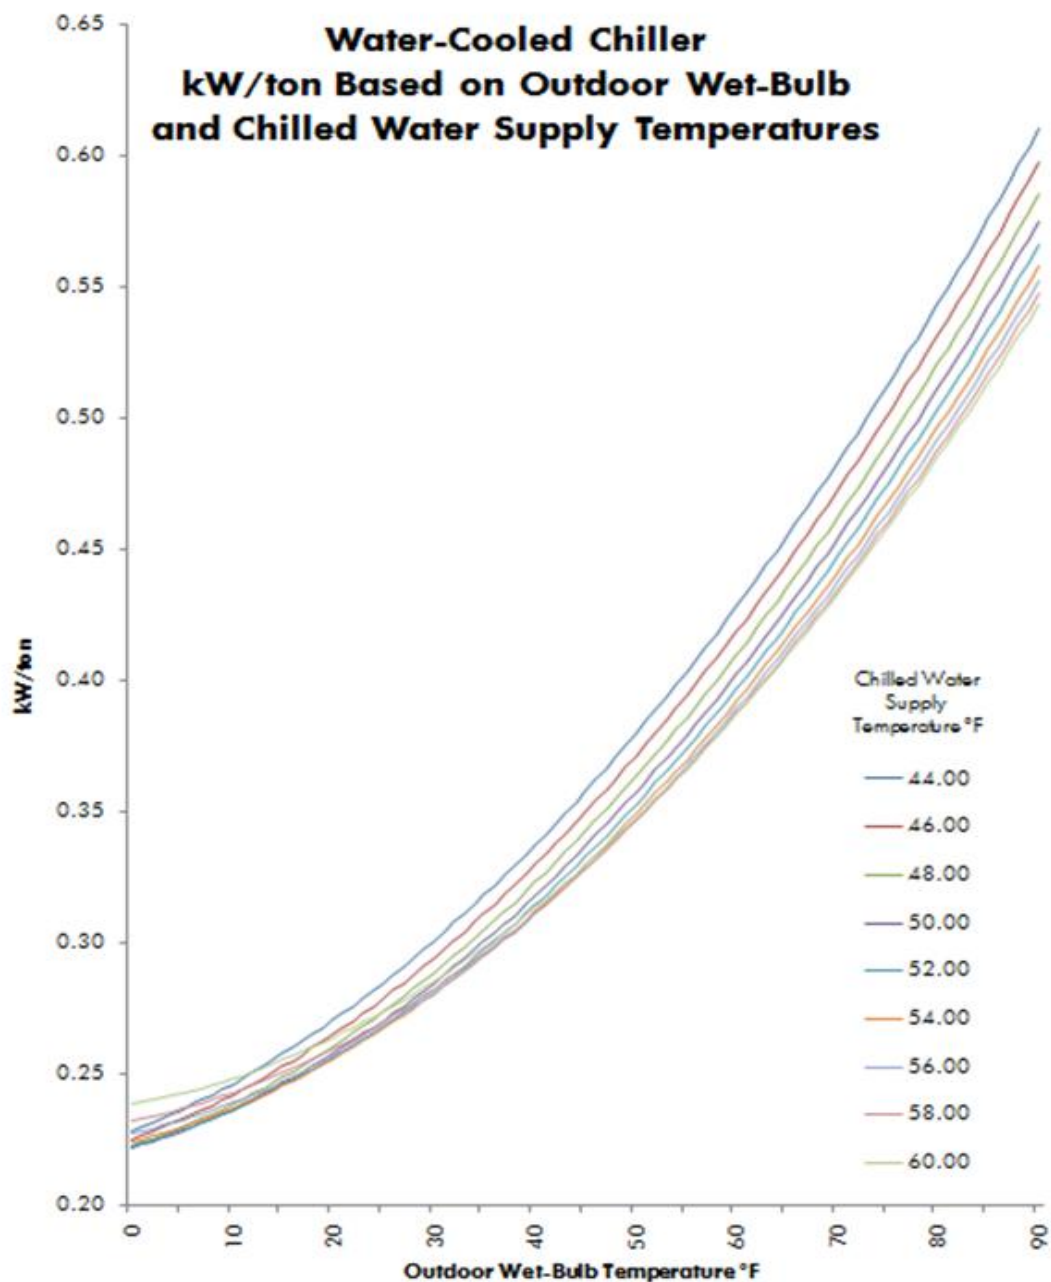 Water-Cooled Chiller
kW/ton Based on Outdoor Wet-Bulb
and Chilled Water Supply Temperatures
0.65
0.60
0.55
0.50
0.45
0.40
0.35
0.30
0.25
0.20
kW/ton
Chilled Water
Supply
Temperature °F
44.00
46.00
48.00
50.00
52.00
54.00
56.00
58.00
60.00
0 10 20 30 40 50 60 70 80 90
Outdoor Wet-Bulb Temperature °F